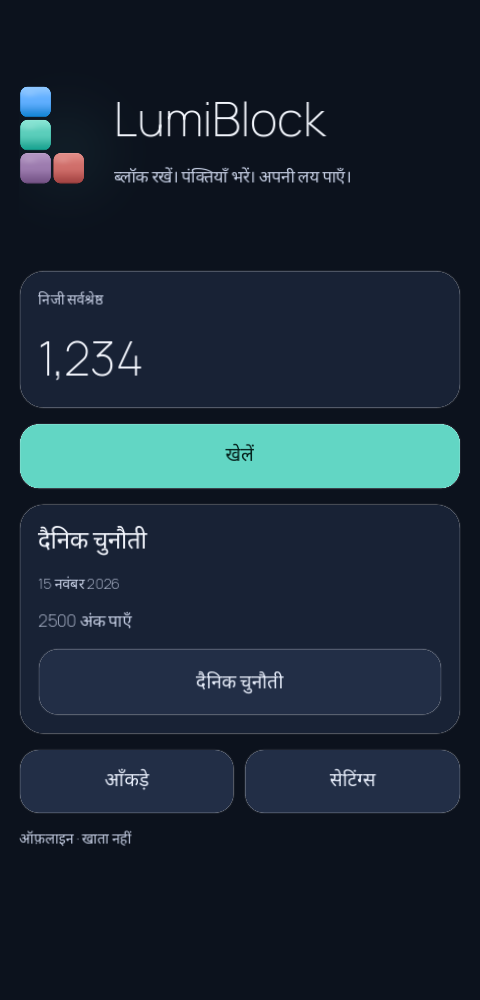 LumiBlock
ब्लॉक रखें। पंक्तियाँ भरें। अपनी लय पाएँ।
निजी सर्वश्रेष्ठ
1,234
खेलें
दैनिक चुनौती
15 नवंबर 2026
2500 अंक पाएँ
दैनिक चुनौती
आँकड़े
सेटिंग्स
ऑफ़लाइन · खाता नहीं